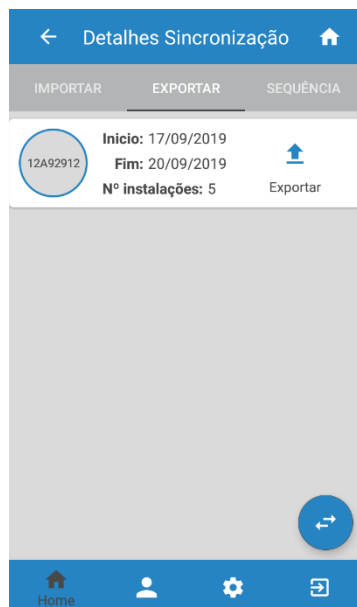 Detalhes Sincronização
IMPORTAR EXPORTAR SEQUÊNCIA
12A92912
Inicio: 17/09/2019
Fim: 20/09/2019
Nº instalações: 5
Exportar
Home